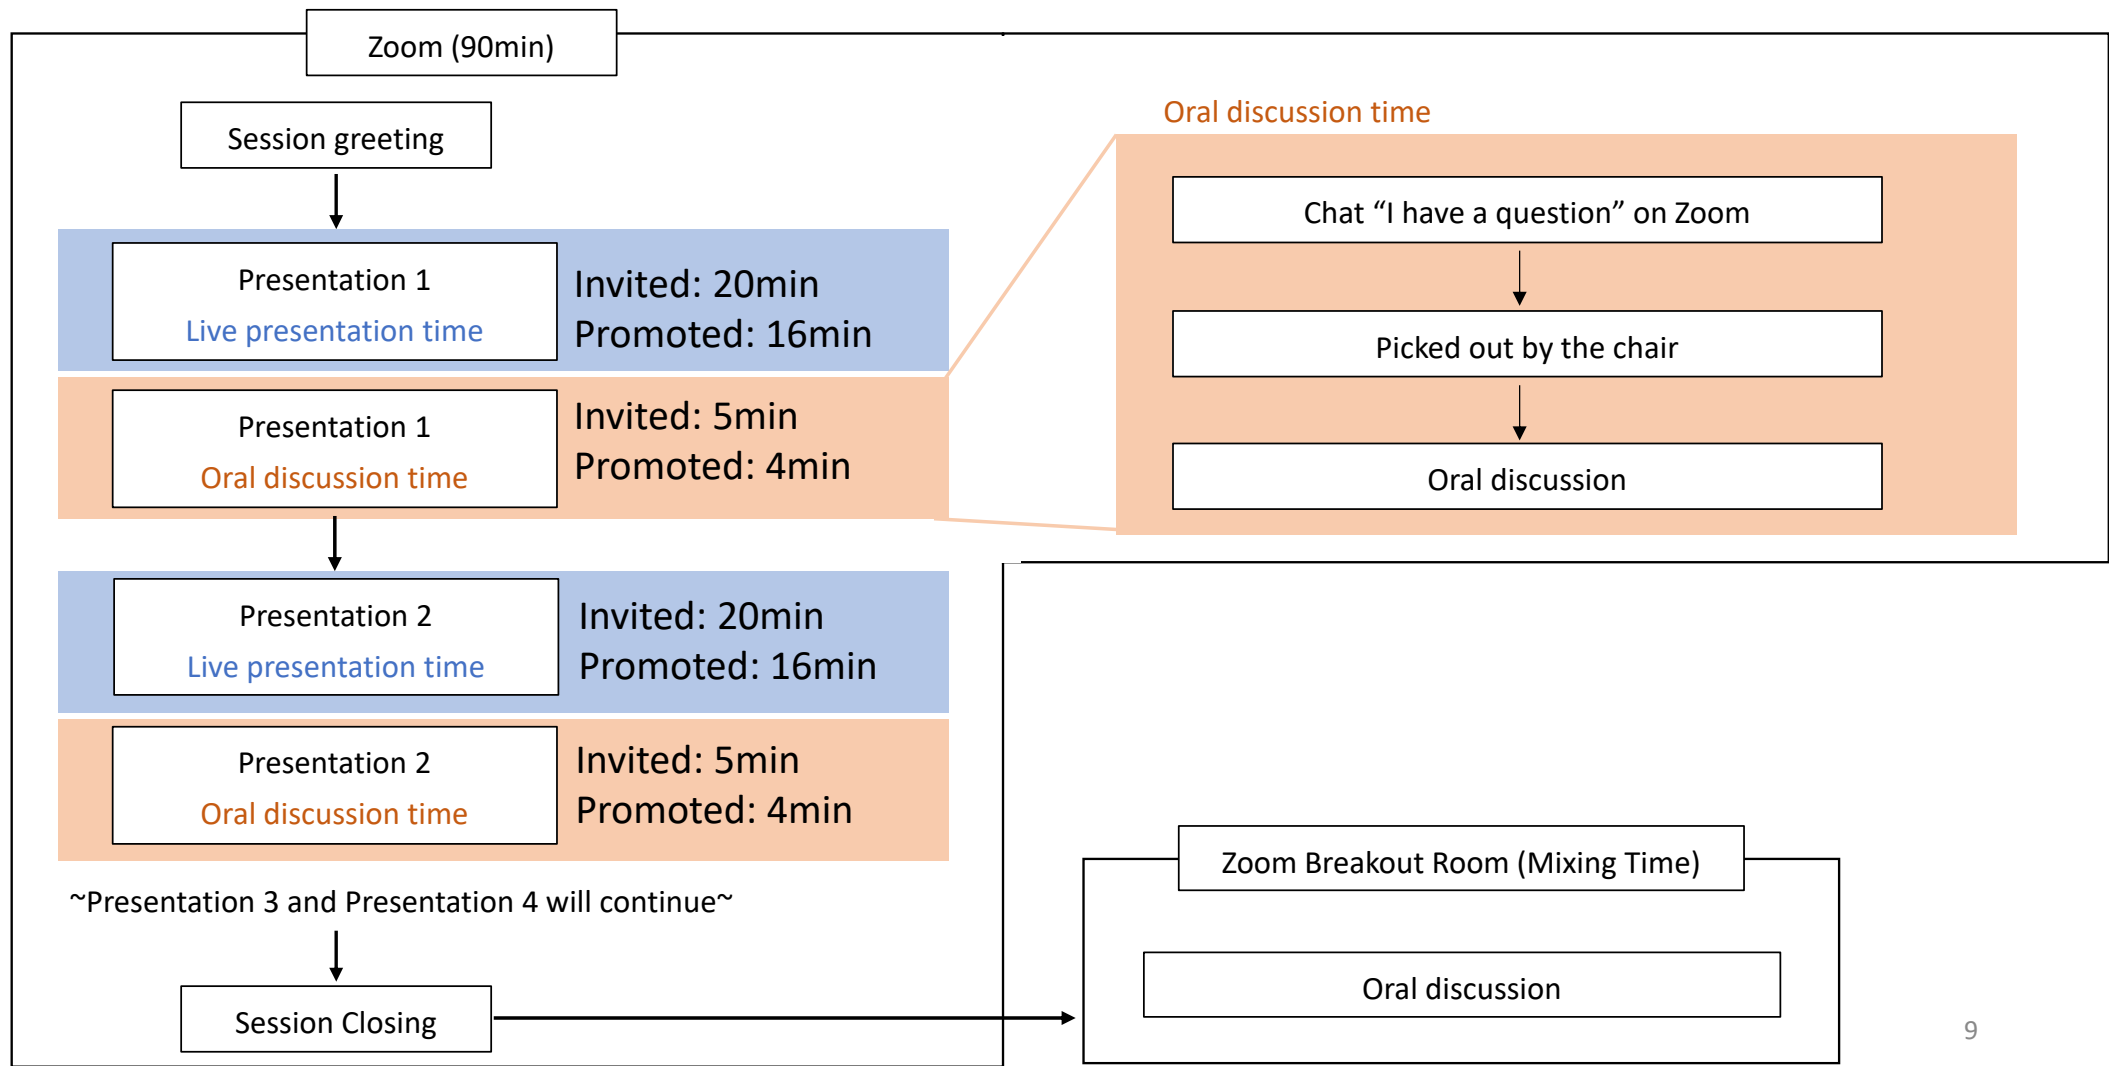 Zoom (90min)
Session greeting
Presentation 1
Live presentation time
Invited: 20min
Promoted: 16min
Presentation 1
Oral discussion time
Invited: 5min
Promoted: 4min
Presentation 2
Live presentation time
Invited: 20min
Promoted: 16min
Presentation 2
Oral discussion time
Invited: 5min
Promoted: 4min
~Presentation 3 and Presentation 4 will continue~
Session Closing
Oral discussion time
Chat “I have a question” on Zoom
Picked out by the chair
Oral discussion
Zoom Breakout Room (Mixing Time)
Oral discussion
9